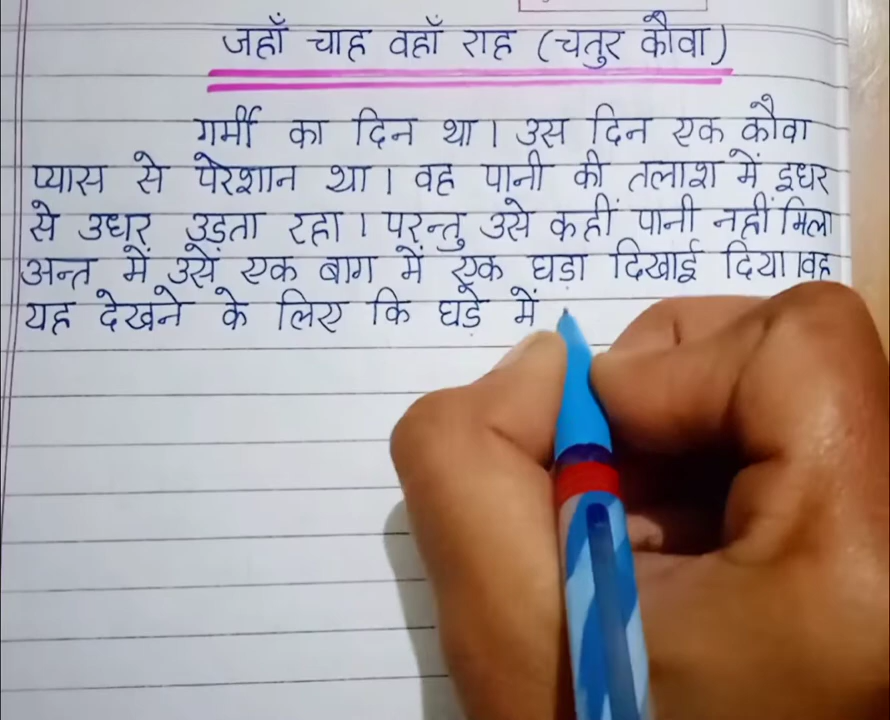 जहाँ चाह वहाँ राह (चतुर कौवा)
गर्मी का दिन था। उस दिन एक कौवा
प्यास से परेशान था। वह पानी की तलाश में इधर
से उधर उड़ता रहा। परन्तु उसे कहीं पानी नहीं मिला
अन्त में उसे एक बाग में एक घड़ा दिखाई दिया।वह
यह देखने के लिए कि घड़े में